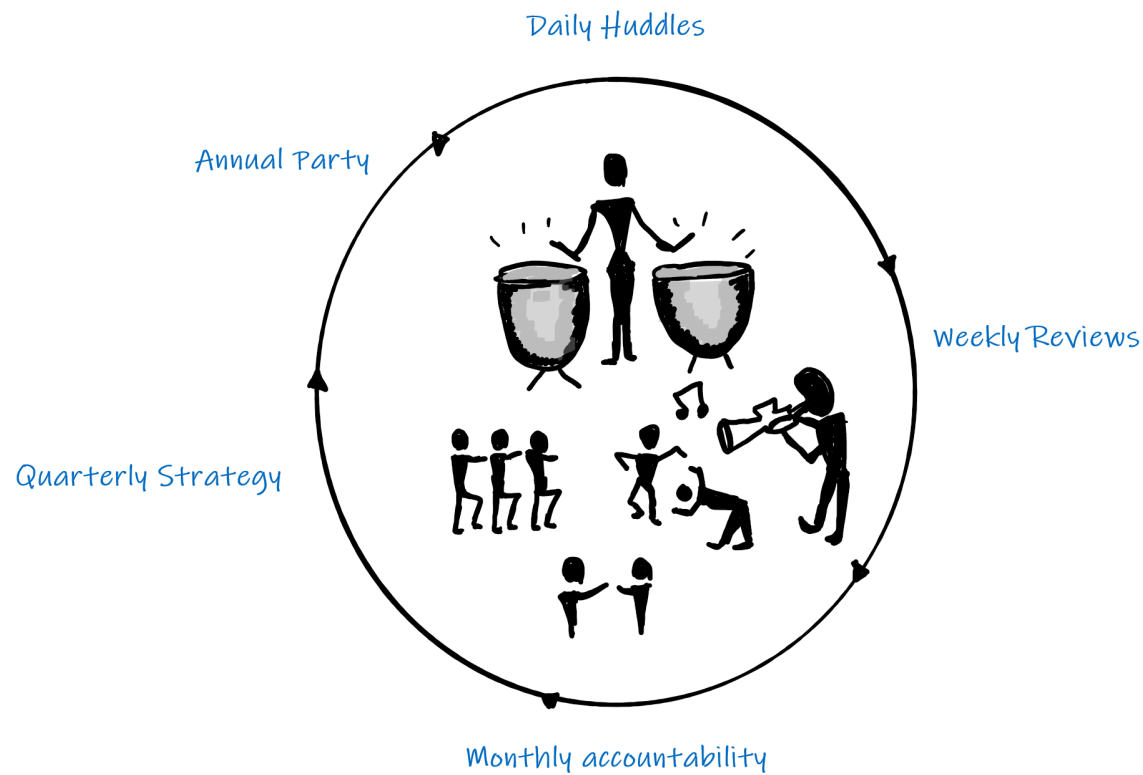 Daily Huddles
Annual Party
Weekly Reviews
Quarterly Strategy
Monthly accountability